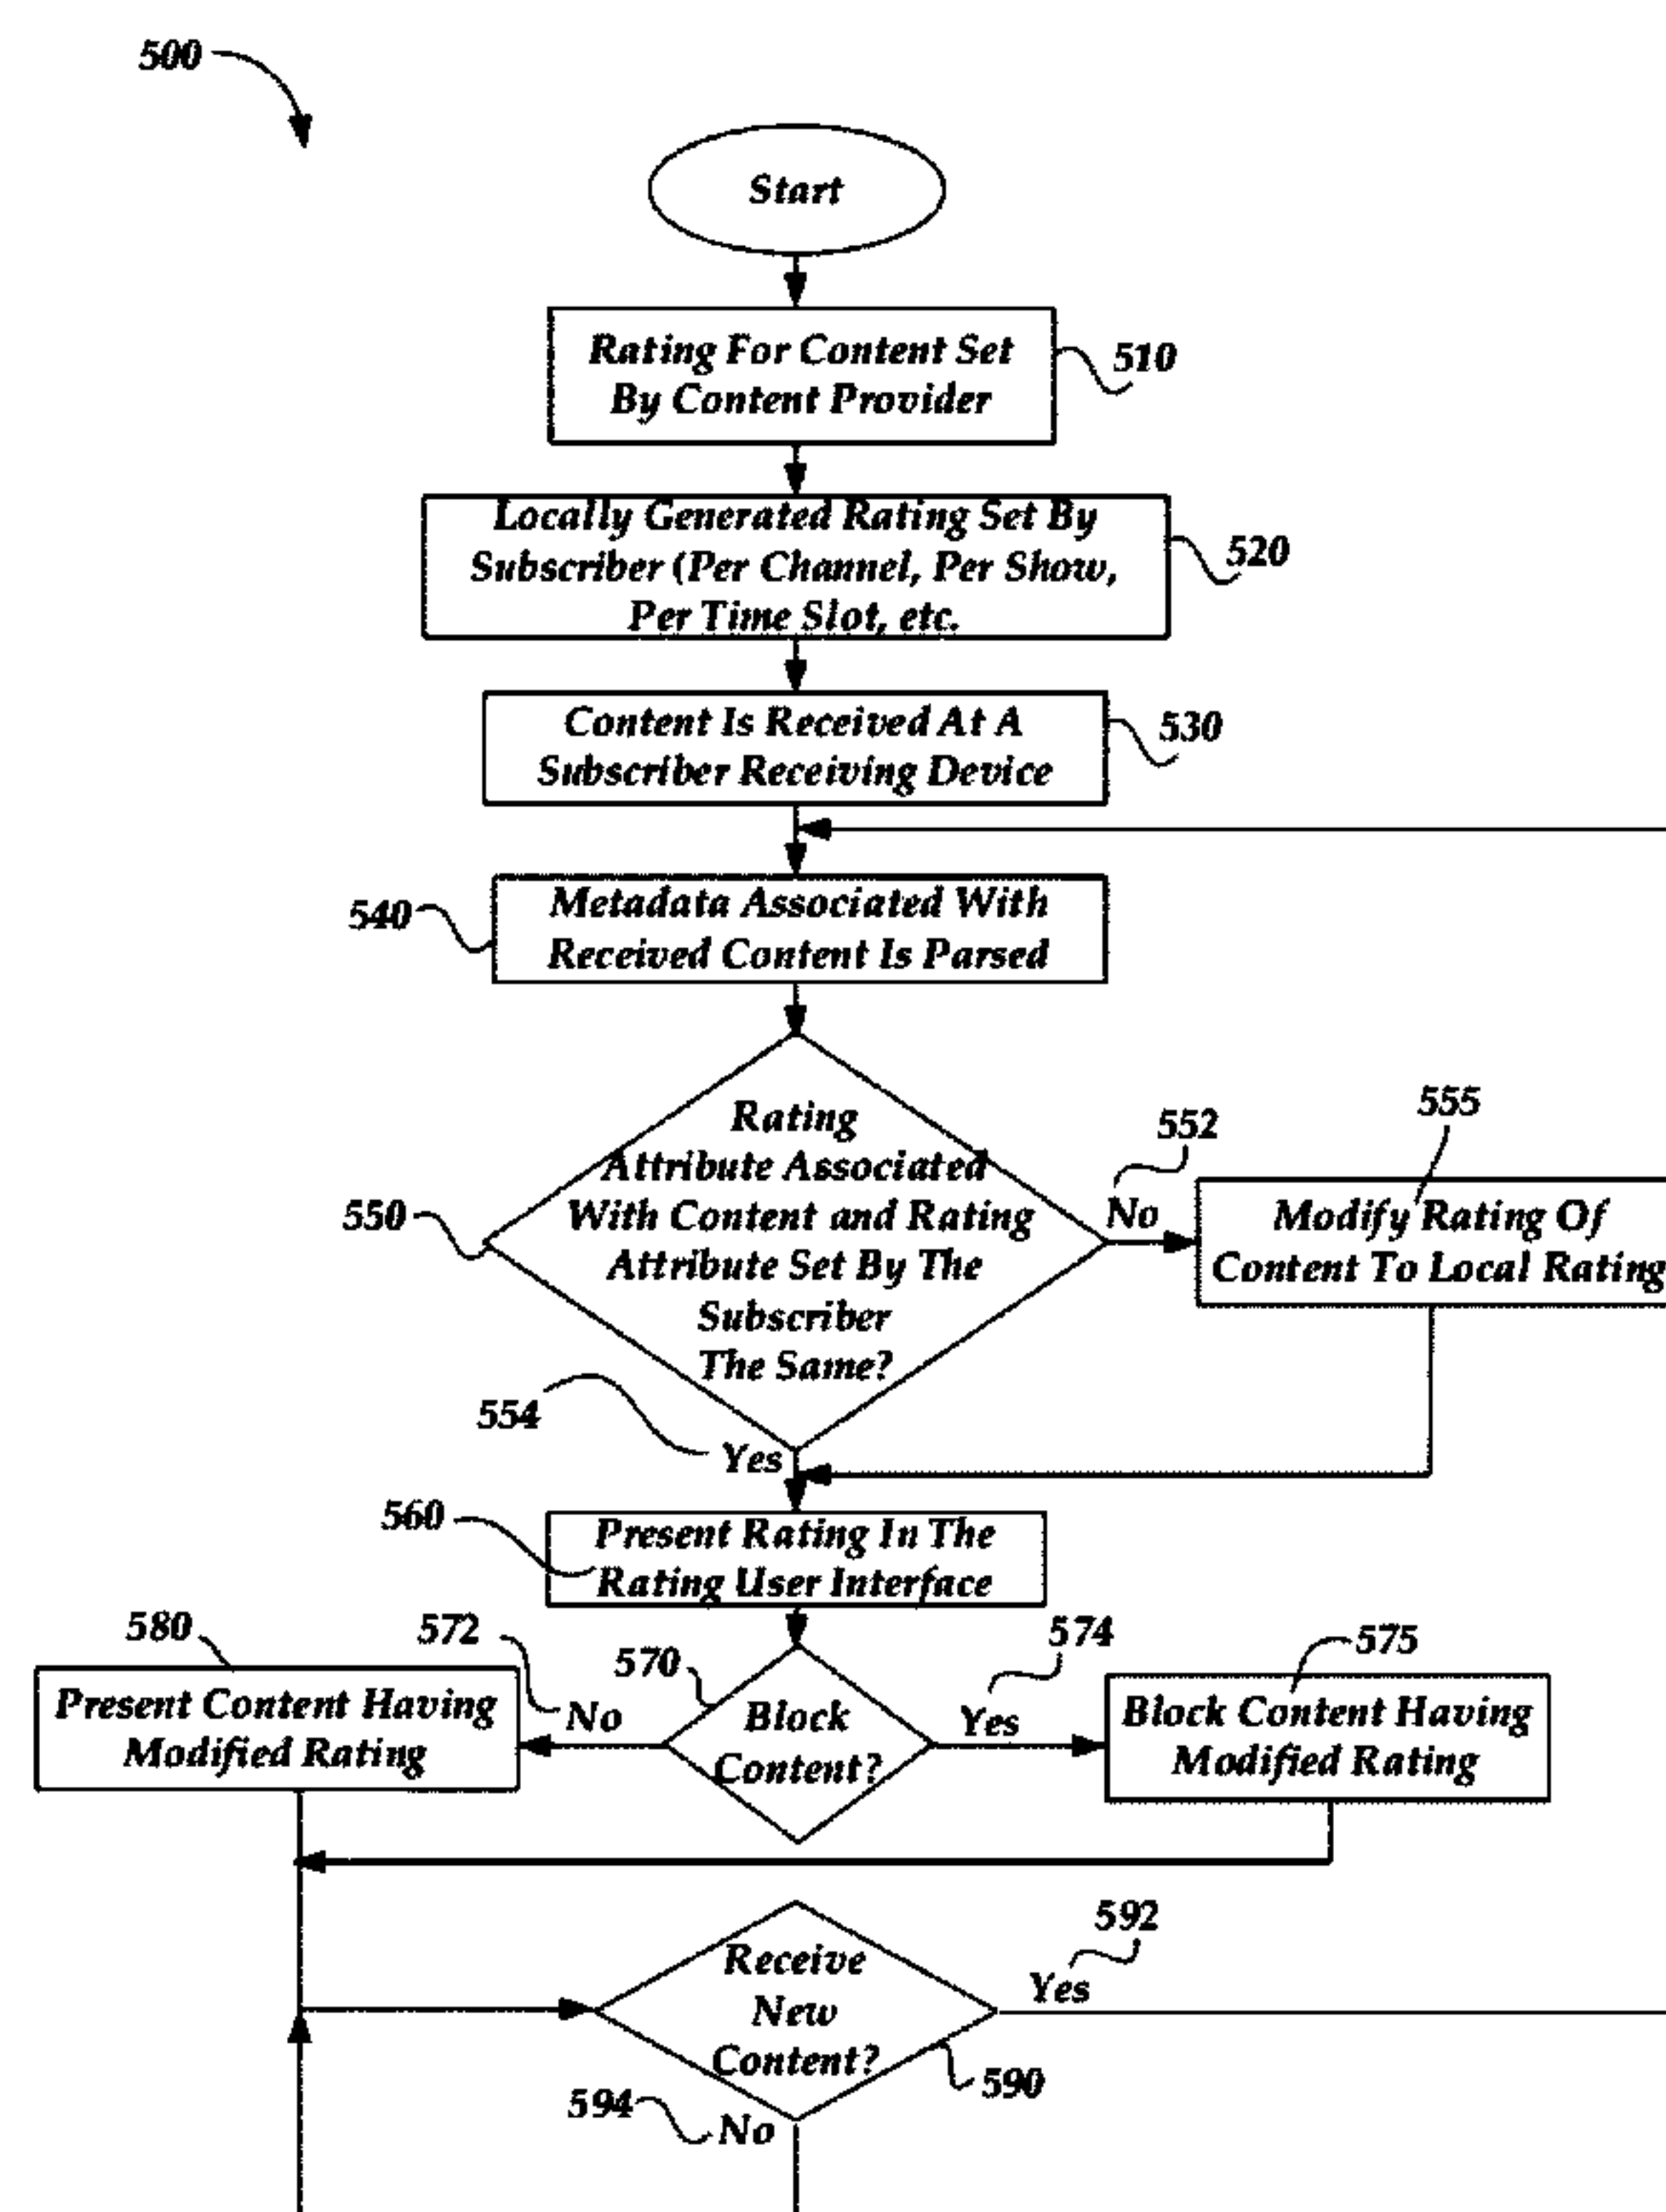 500
Start
Rating For Content Set
By Content Provider
510
Locally Generated Rating Set By
Subscriber (Per Channel, Per Show,
Per Time Slot, etc.
520
Content Is Received At A
Subscriber Receiving Device
530
540
Metadata Associated With
Received Content Is Parsed
550
Rating
Attribute Associated
With Content and Rating
Attribute Set By The
Subscriber
The Same?
552
No
555
Modify Rating Of
Content To Local Rating
554
Yes
560
Present Rating In The
Rating User Interface
580
Present Content Having
Modified Rating
572
No
570
Block
Content?
574
Yes
575
Block Content Having
Modified Rating
Receive
New
Content?
592
Yes
590
594
No